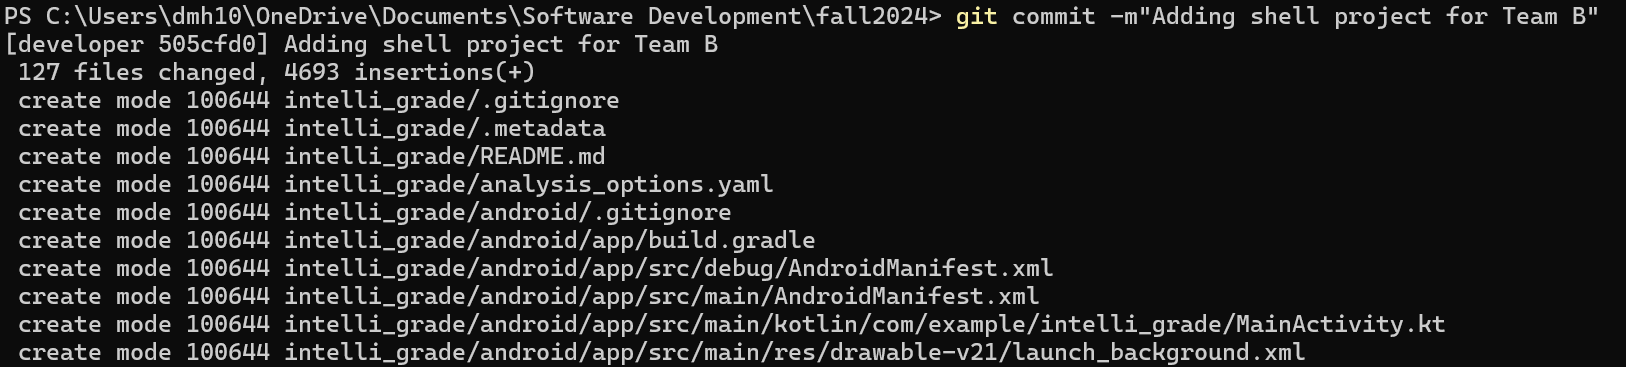 PS C:\Users\dmh10\OneDrive\Documents\Software Development\fall2024> git commit -m"Adding shell project for Team B"
[developer 505cfd0] Adding shell project for Team B
 127 files changed, 4693 insertions(+)
 create mode 100644 intelli_grade/.gitignore
 create mode 100644 intelli_grade/.metadata
 create mode 100644 intelli_grade/README.md
 create mode 100644 intelli_grade/analysis_options.yaml
 create mode 100644 intelli_grade/android/.gitignore
 create mode 100644 intelli_grade/android/app/build.gradle
 create mode 100644 intelli_grade/android/app/src/debug/AndroidManifest.xml
 create mode 100644 intelli_grade/android/app/src/main/AndroidManifest.xml
 create mode 100644 intelli_grade/android/app/src/main/kotlin/com/example/intelli_grade/MainActivity.kt
 create mode 100644 intelli_grade/android/app/src/main/res/drawable-v21/launch_background.xml